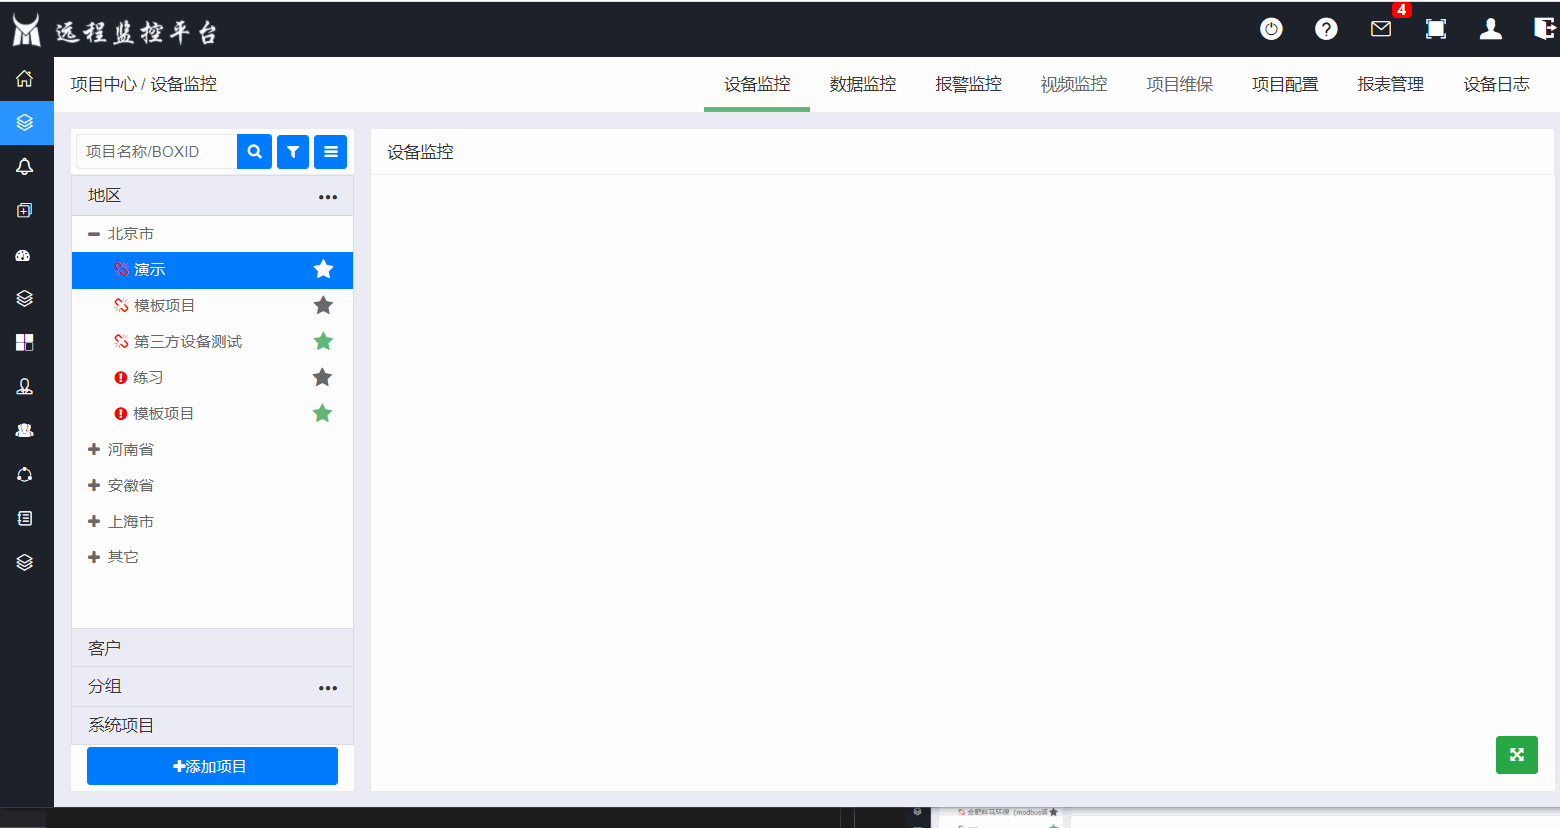 远程监控平台
4
项目中心 / 设备监控
设备监控 数据监控 报警监控 视频监控 项目维保 项目配置 报表管理 设备日志
项目名称/BOXID
设备监控
地区
北京市
演示
模板项目
第三方设备测试
练习
模板项目
河南省
安徽省
上海市
其它
客户
分组
系统项目
添加项目